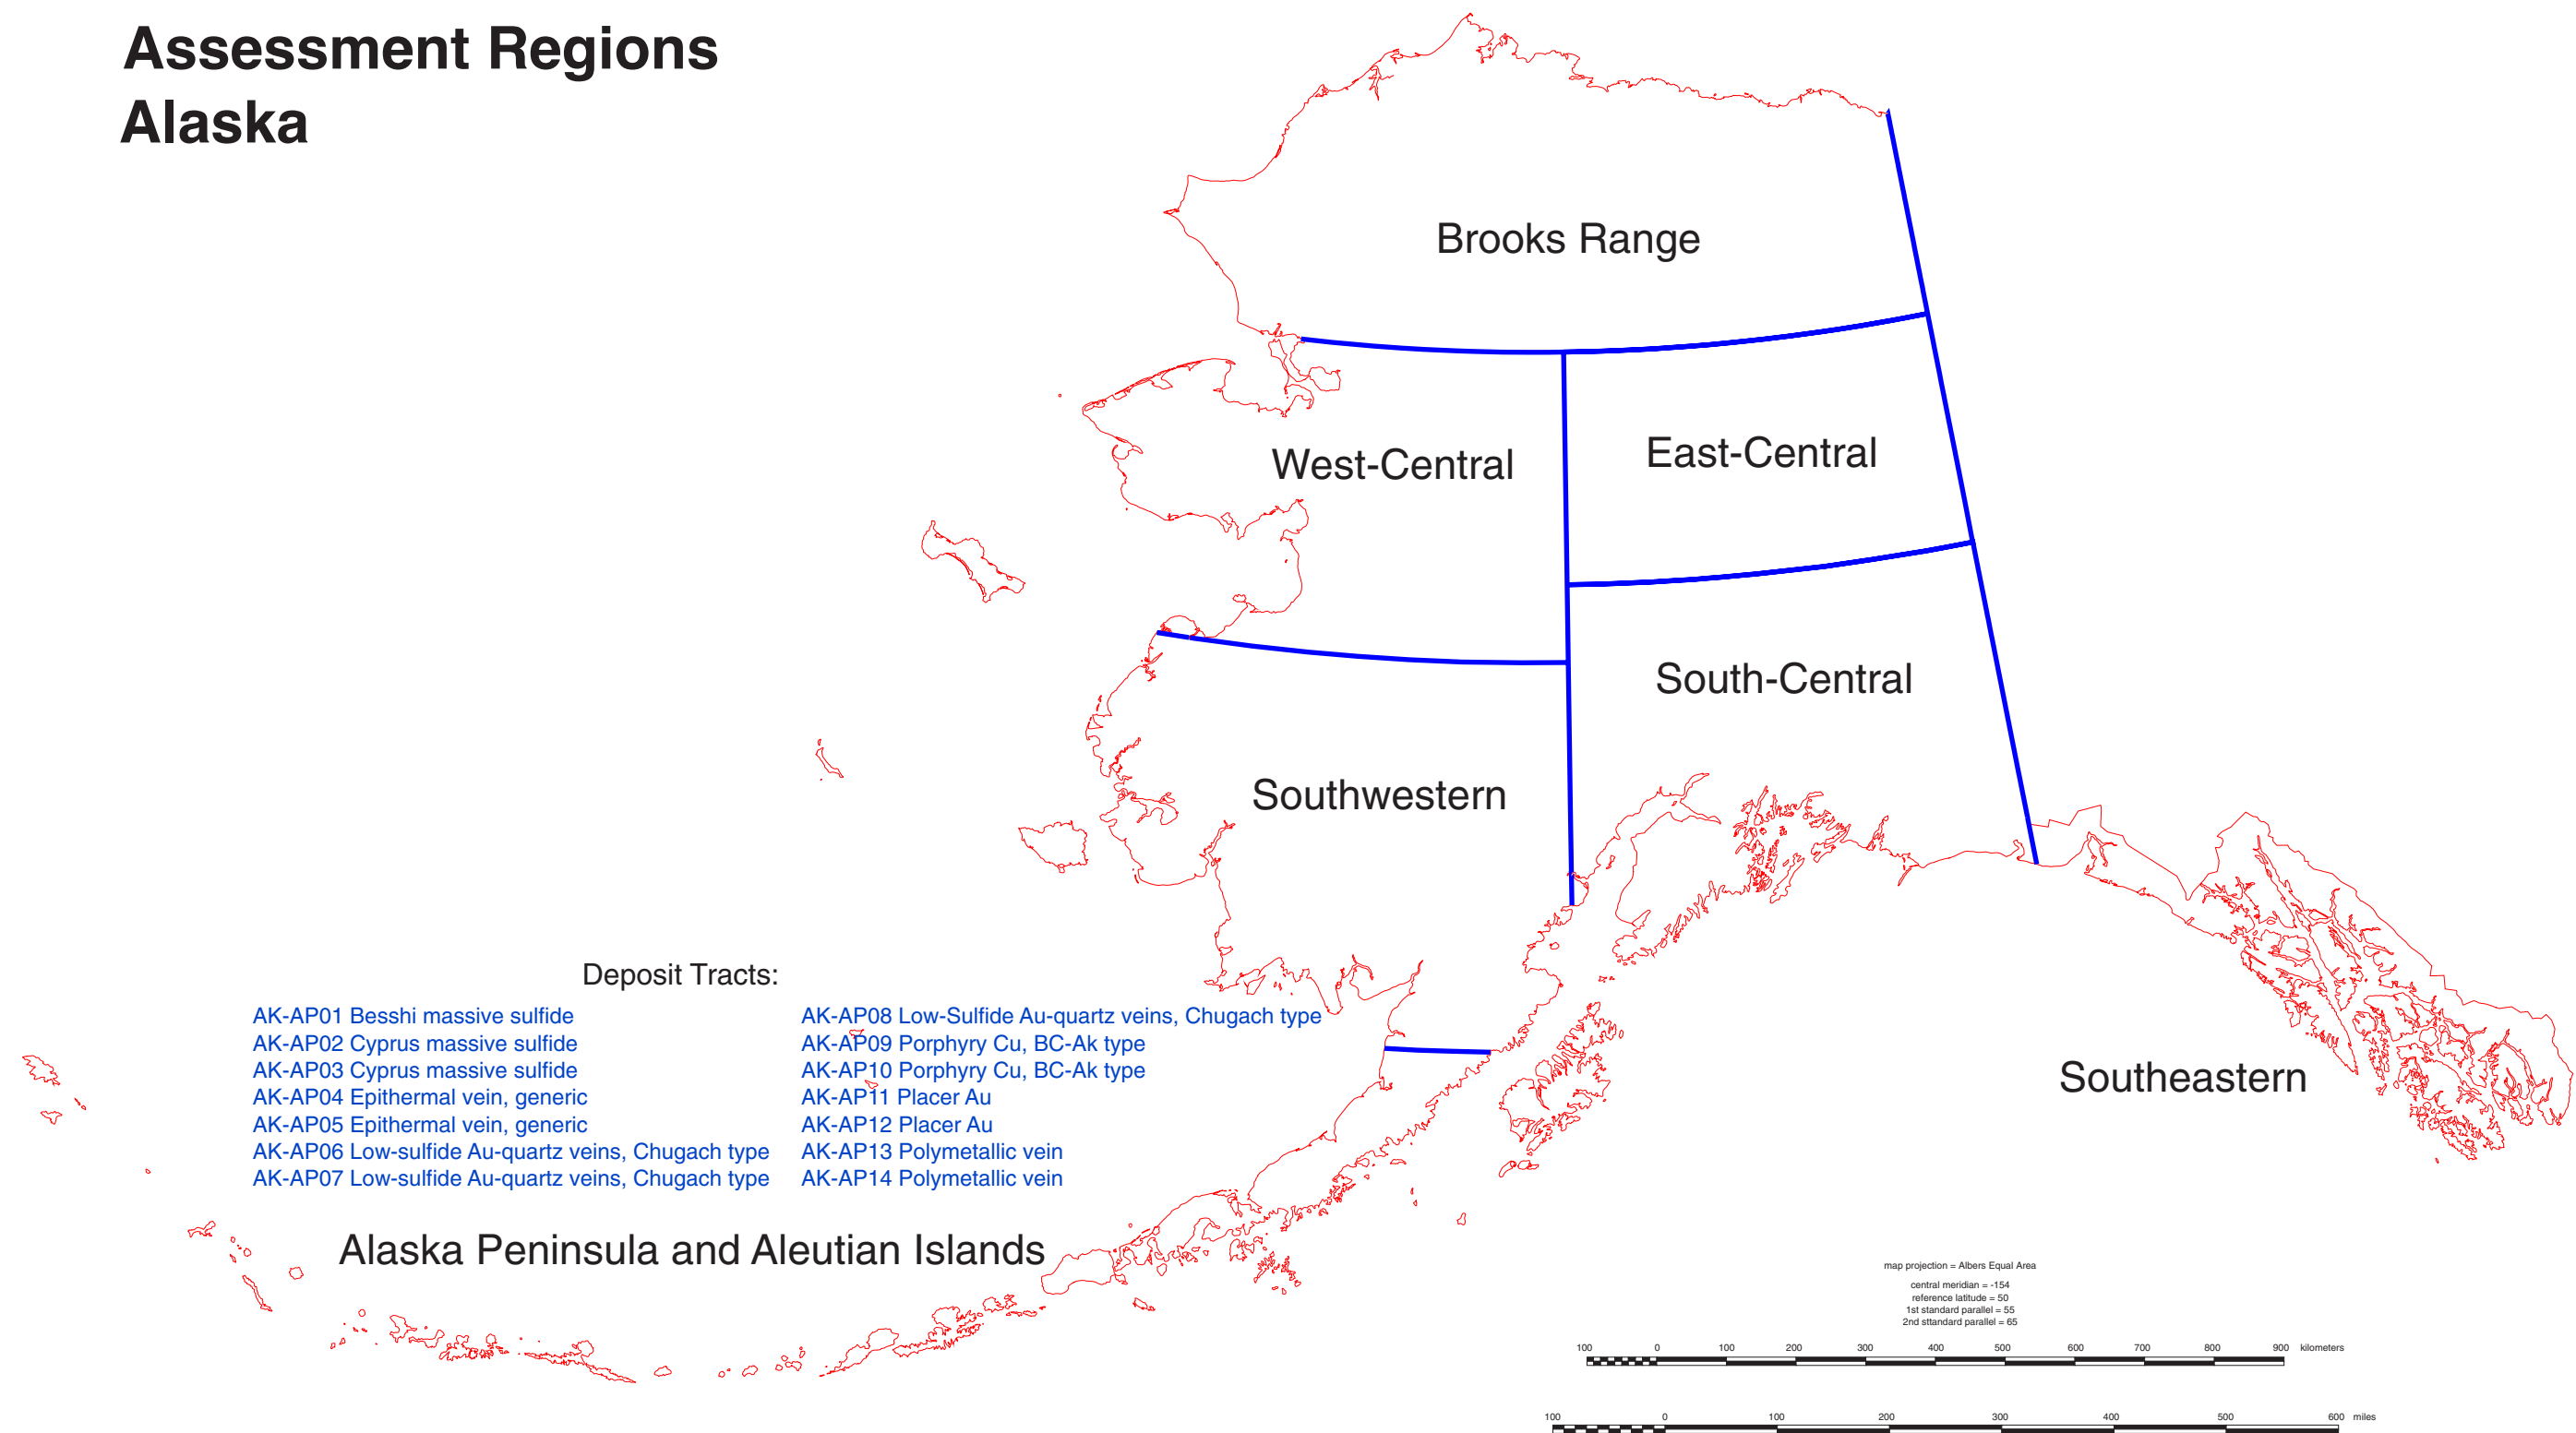 Assessment Regions
Alaska
Brooks Range
West-Central
East-Central
South-Central
Southwestern
Southeastern
Deposit Tracts:
AK-AP01 Besshi massive sulfide
AK-AP02 Cyprus massive sulfide
AK-AP03 Cyprus massive sulfide
AK-AP04 Epithermal vein, generic
AK-AP05 Epithermal vein, generic
AK-AP06 Low-sulfide Au-quartz veins, Chugach type
AK-AP07 Low-sulfide Au-quartz veins, Chugach type
AK-AP08 Low-Sulfide Au-quartz veins, Chugach type
AK-AP09 Porphyry Cu, BC-Ak type
AK-AP10 Porphyry Cu, BC-Ak type
AK-AP11 Placer Au
AK-AP12 Placer Au
AK-AP13 Polymetallic vein
AK-AP14 Polymetallic vein
Alaska Peninsula and Aleutian Islands
map projection = Albers Equal Area
central meridian = -154
reference latitude = 50
1st standard parallel = 55
2nd sttandard parallel = 65
100 0 100 200 300 400 500 600 700 800 900 kilometers
100 0 100 200 300 400 500 600 miles